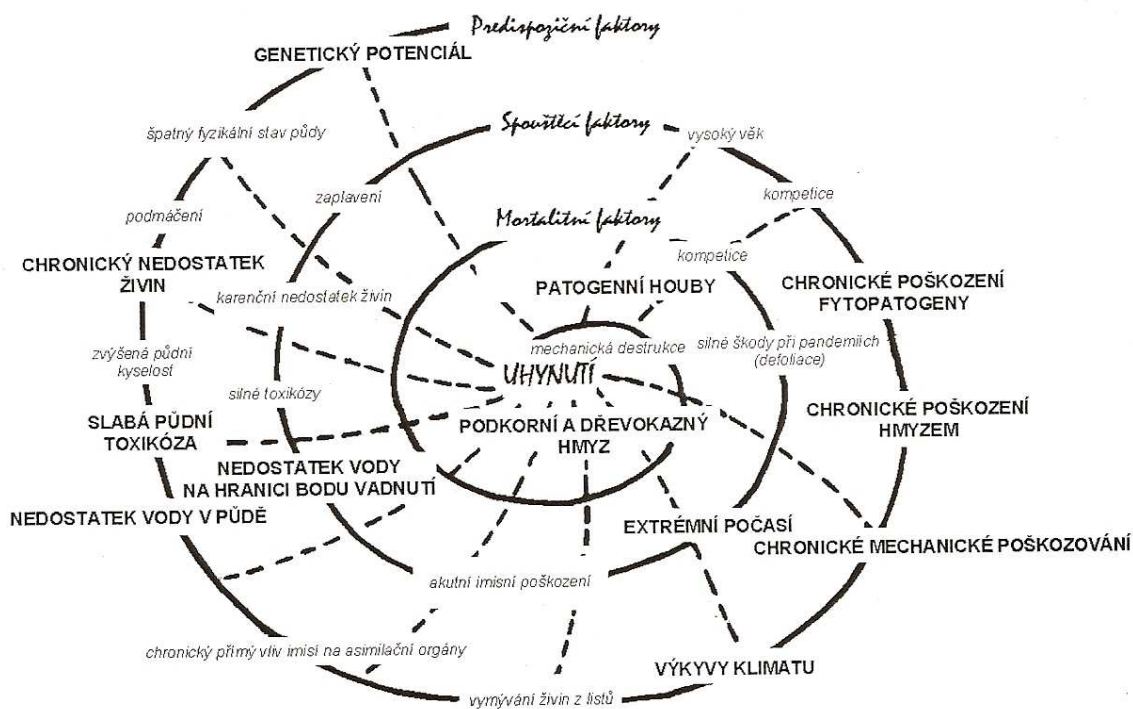 Predispoziční faktory
GENETICKÝ POTENCIÁL
Spouštěcí faktory
špatný fyzikální stav půdy
vysoký věk
zaplavení
kompetice
podmáčení
Mortalitní faktory
kompetice
CHRONICKÝ NEDOSTATEK
ŽIVIN
karenční nedostatek živin
PATOGENNÍ HOUBY
CHRONICKÉ POŠKOZENÍ
FYTOPATOGENY
zvýšená půdní
kyselost
mechanická destrukce
silné škody při pandemiích
(defoliace)
UHYNUTÍ
silné toxikózy
SLABÁ PŮDNÍ
TOXIKÓZA
PODKORNÍ A DŘEVOKAZNÝ
HMYZ
CHRONICKÉ POŠKOZENÍ
HMYZEM
NEDOSTATEK VODY
NA HRANICI BODU VADNUTÍ
NEDOSTATEK VODY V PŮDĚ
EXTRÉMNÍ POČASÍ
CHRONICKÉ MECHANICKÉ POŠKOZOVÁNÍ
akutní imisní poškození
chronický přímý vliv imisí na asimilační orgány
VÝKYVY KLIMATU
vymývání živin z listů